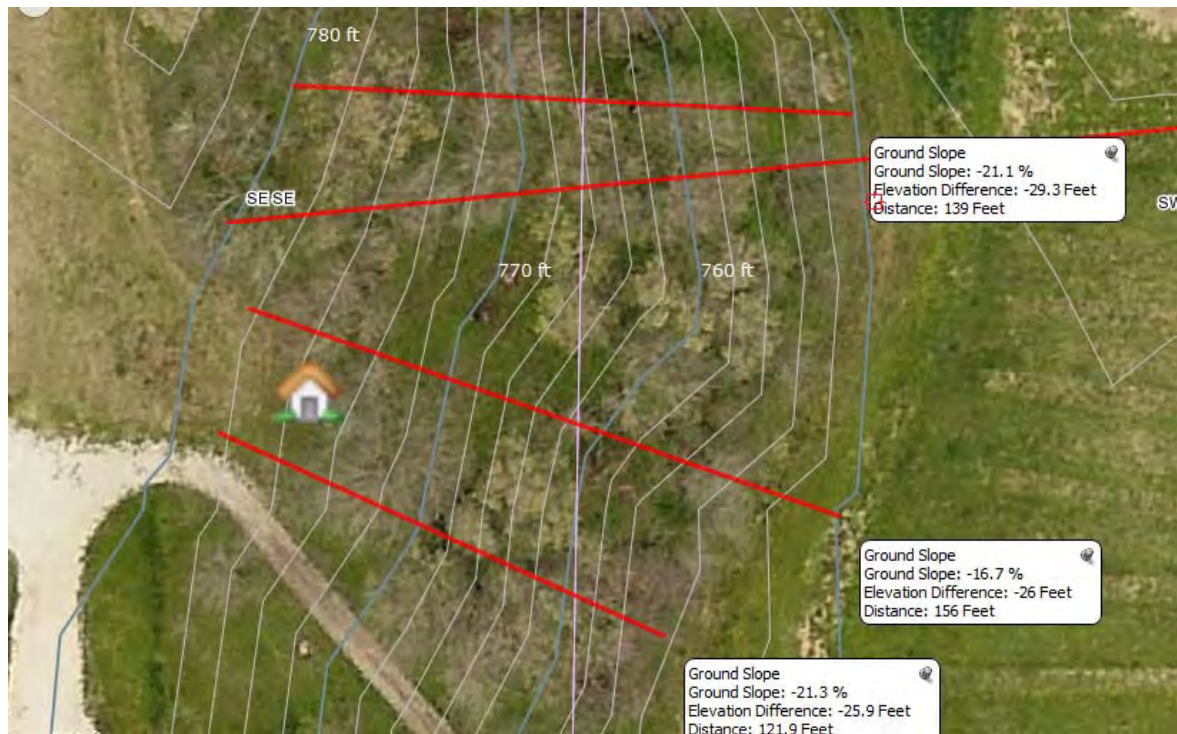 780 ft
Ground Slope
Ground Slope: -21.1 %
Elevation Difference: -29.3 Feet
Distance: 139 Feet
SE SE
SW
770 ft
760 ft
Ground Slope
Ground Slope: -16.7 %
Elevation Difference: -26 Feet
Distance: 156 Feet
Ground Slope
Ground Slope: -21.3 %
Elevation Difference: -25.9 Feet
Distance: 121.9 Feet